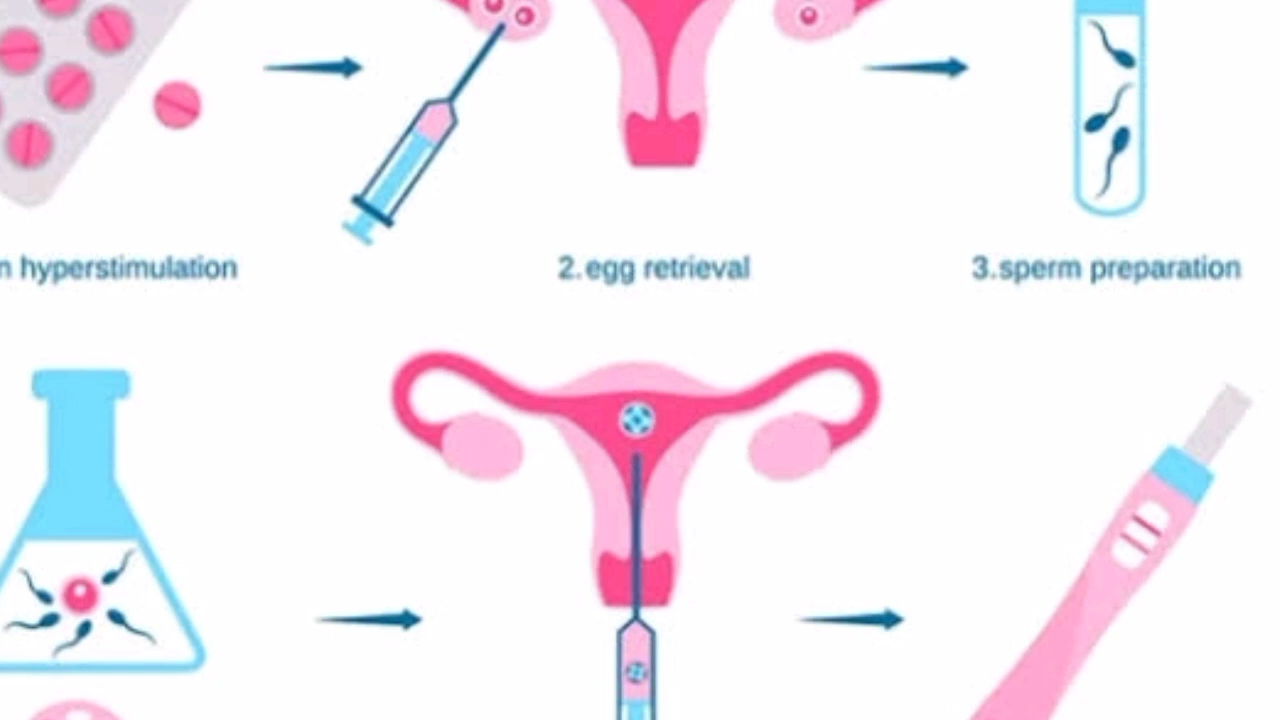 n hyperstimulation
2.egg retrieval
3.sperm preparation